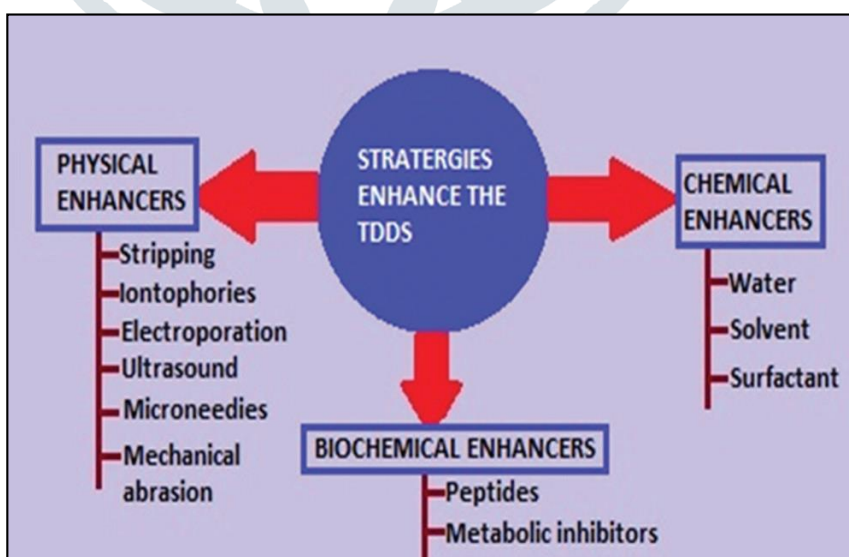 STRATERGIES
ENHANCE THE
TDDS
PHYSICAL
ENHANCERS
Stripping
Iontophories
Electroporation
Ultrasound
Microneedies
Mechanical
abrasion
CHEMICAL
ENHANCERS
Water
Solvent
Surfactant
BIOCHEMICAL ENHANCERS
Peptides
Metabolic inhibitors